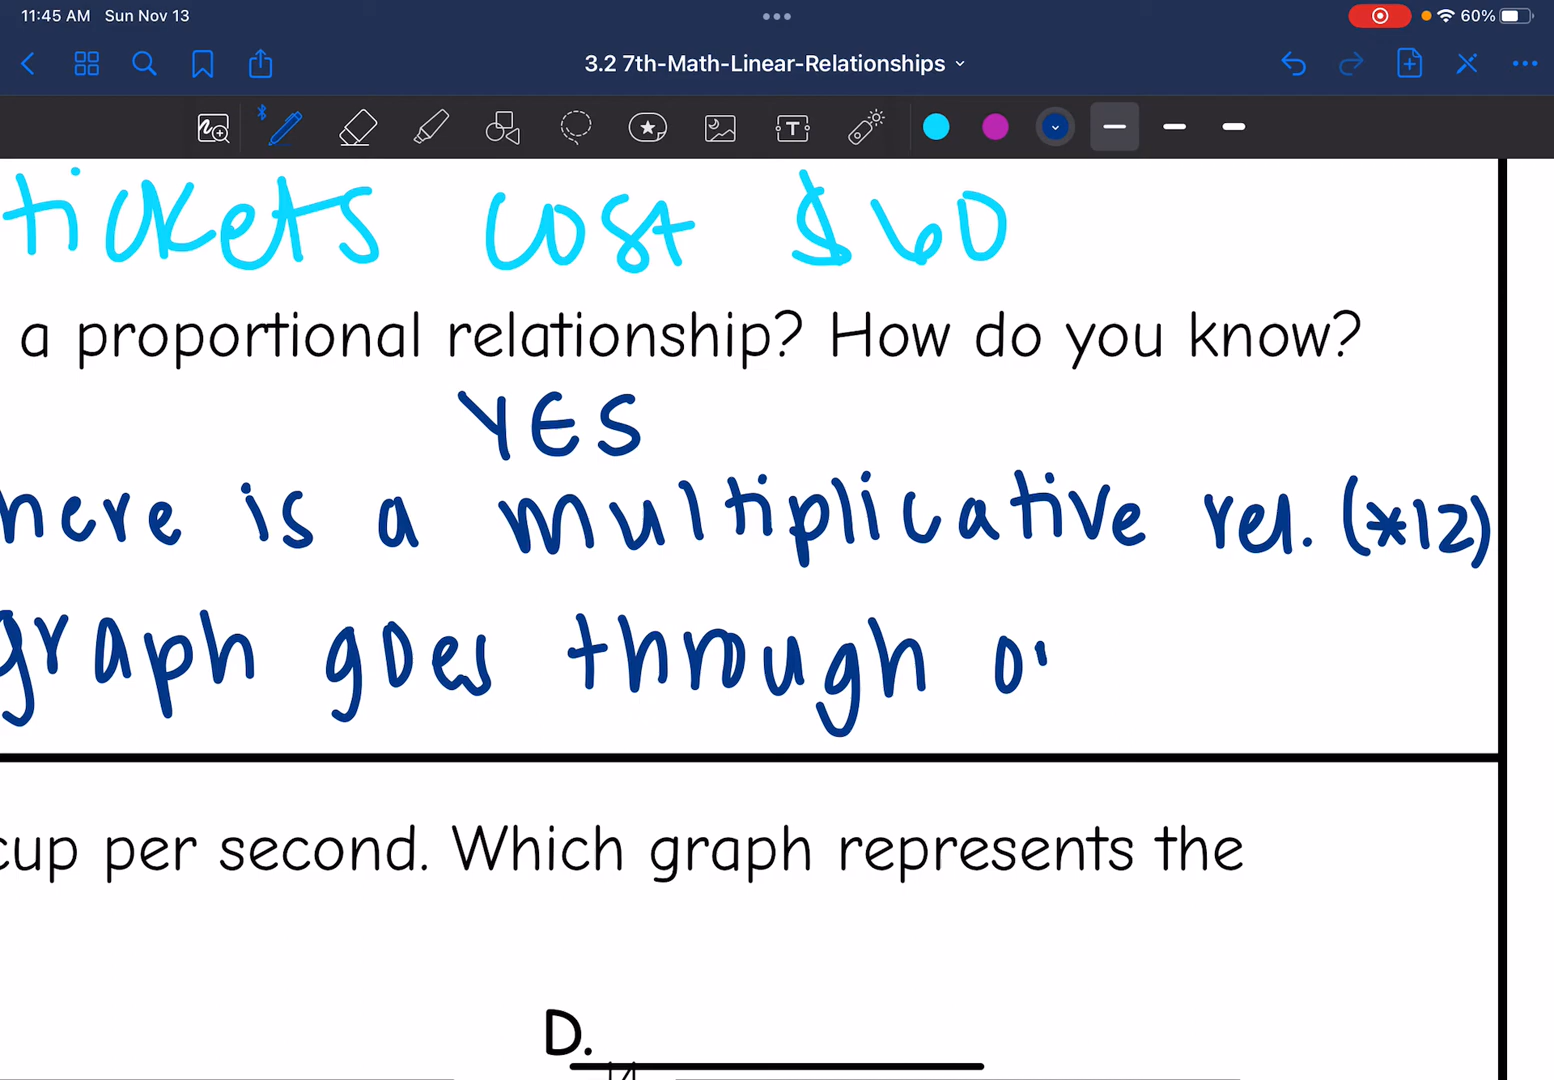 11:45 AM Sun Nov 13
60%
3.2 7th-Math-Linear-Relationships
T
tickets cost $60
a proportional relationship? How do you know?
YES
here is a multiplicative rel. (*12)
graph goes through or
cup per second. Which graph represents the
D.